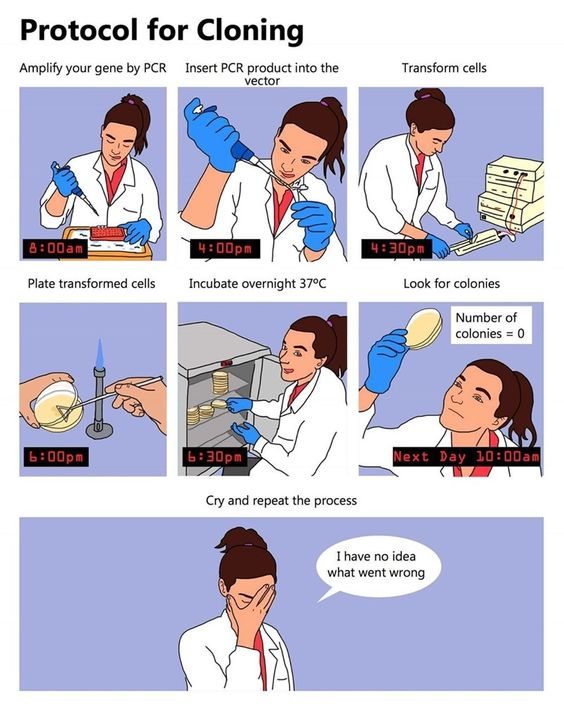 Protocol for Cloning
Amplify your gene by PCR
Insert PCR product into the
vector
Transform cells
8:00am
4:00pm
4:30pm
Plate transformed cells
Incubate overnight 37ºC
Look for colonies
Number of
colonies = 0
6:00pm
6:30pm
Next Day 10:00am
Cry and repeat the process
I have no idea
what went wrong